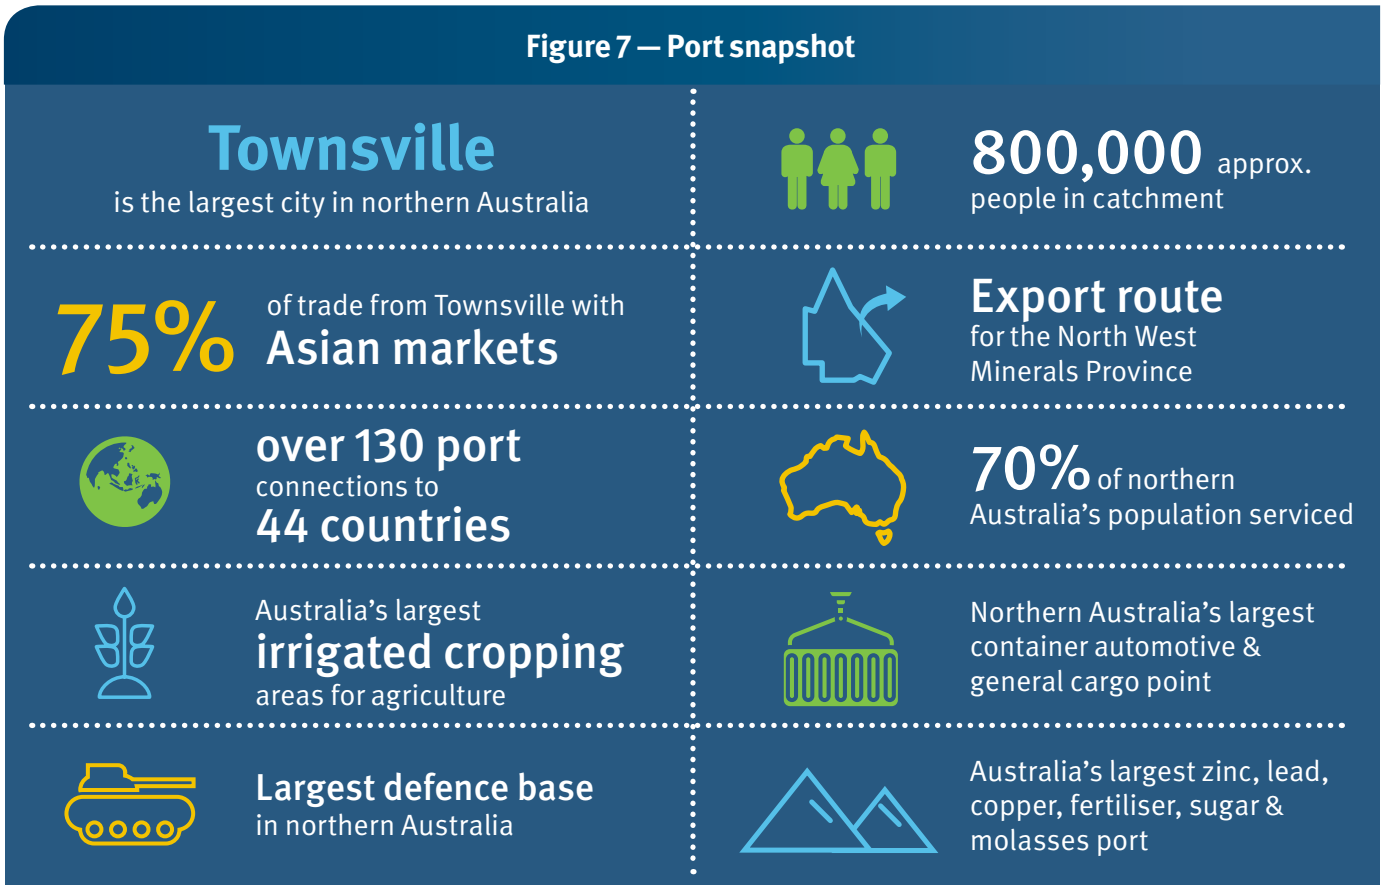 Figure 7 — Port snapshot
Townsville
is the largest city in northern Australia
800,000 approx.
people in catchment
75%
of trade from Townsville with
Asian markets
Export route
for the North West
Minerals Province
over 130 port
connections to
44 countries
70% of northern
Australia’s population serviced
Australia’s largest
irrigated cropping
areas for agriculture
Northern Australia’s largest
container automotive &
general cargo point
Largest defence base
in northern Australia
Australia’s largest zinc, lead,
copper, fertiliser, sugar &
molasses port